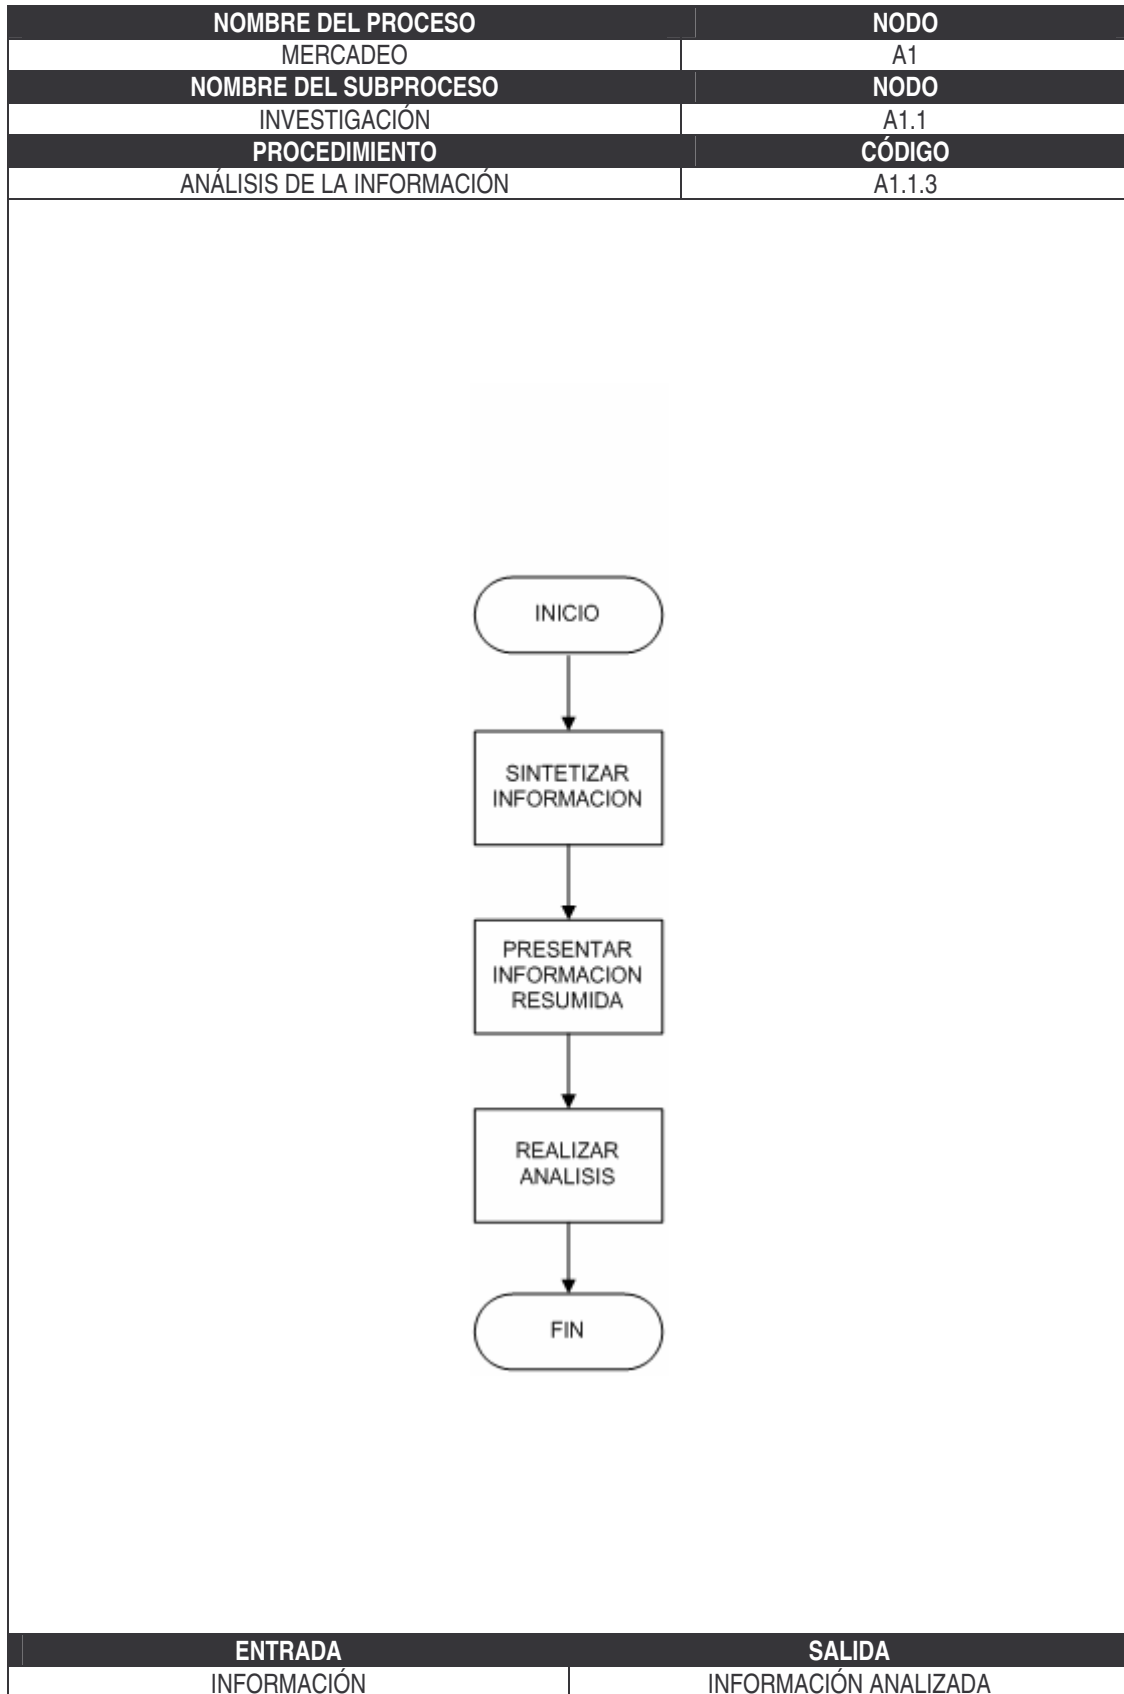 NOMBRE DEL PROCESO NODO
MERCADEO A1
NOMBRE DEL SUBPROCESO NODO
INVESTIGACIÓN A1.1
PROCEDIMIENTO CÓDIGO
ANÁLISIS DE LA INFORMACIÓN A1.1.3
INICIO
SINTETIZAR
INFORMACION
PRESENTAR
INFORMACION
RESUMIDA
REALIZAR
ANALISIS
FIN
ENTRADA SALIDA
INFORMACIÓN INFORMACIÓN ANALIZADA